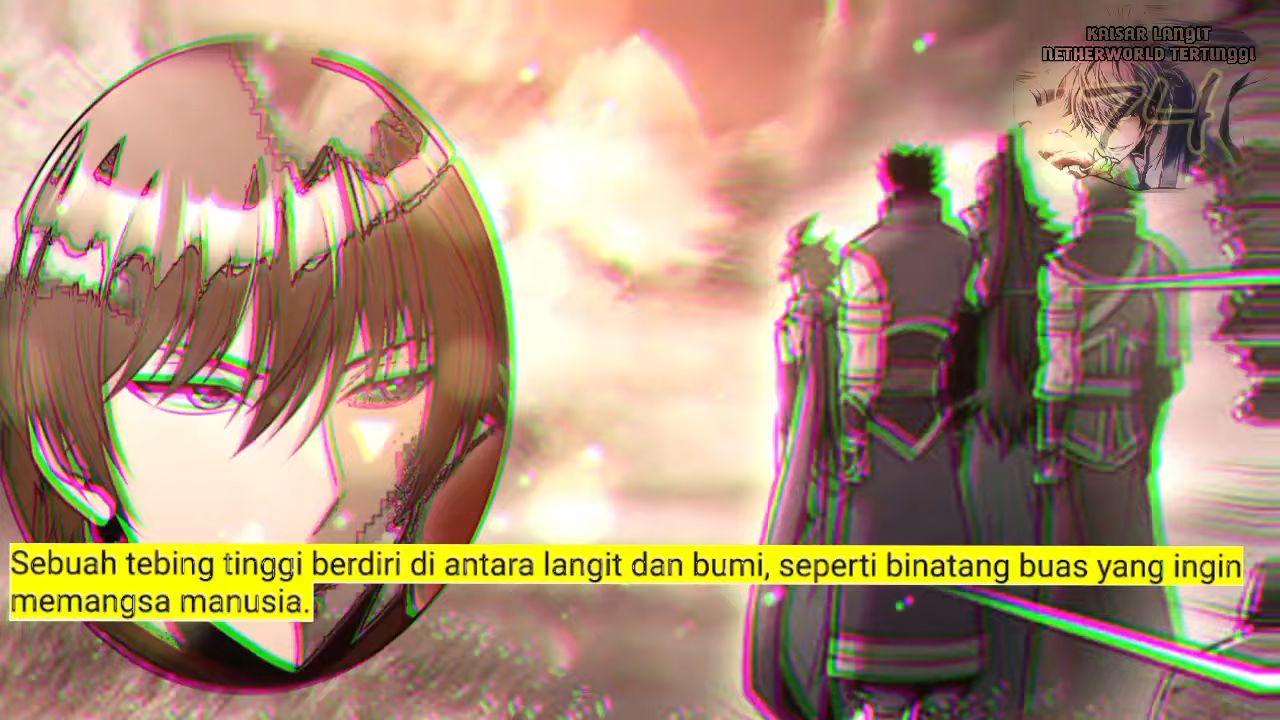 KAISAR LANGIT
NETHERWORLD TERTINGGI
Sebuah tebing tinggi berdiri di antara langit dan bumi, seperti binatang buas yang ingin
memangsa manusia.